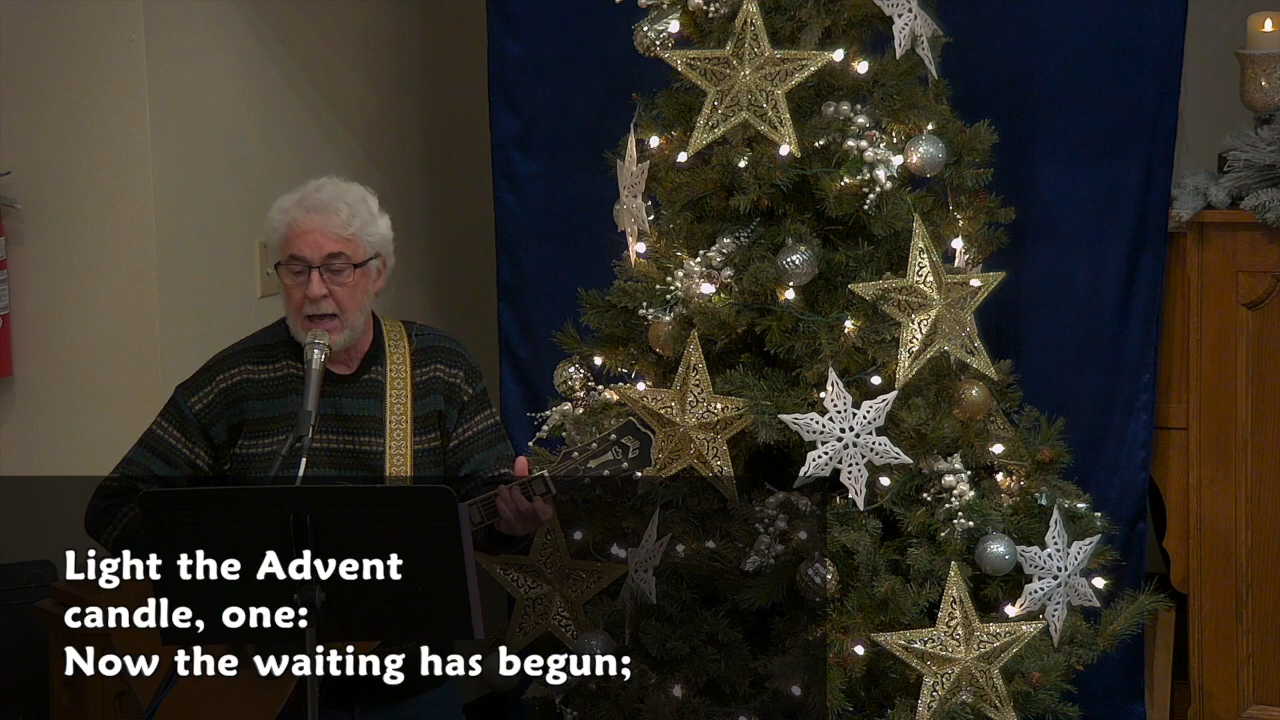 Light the Advent
candle, one:
Now the waiting has begun;